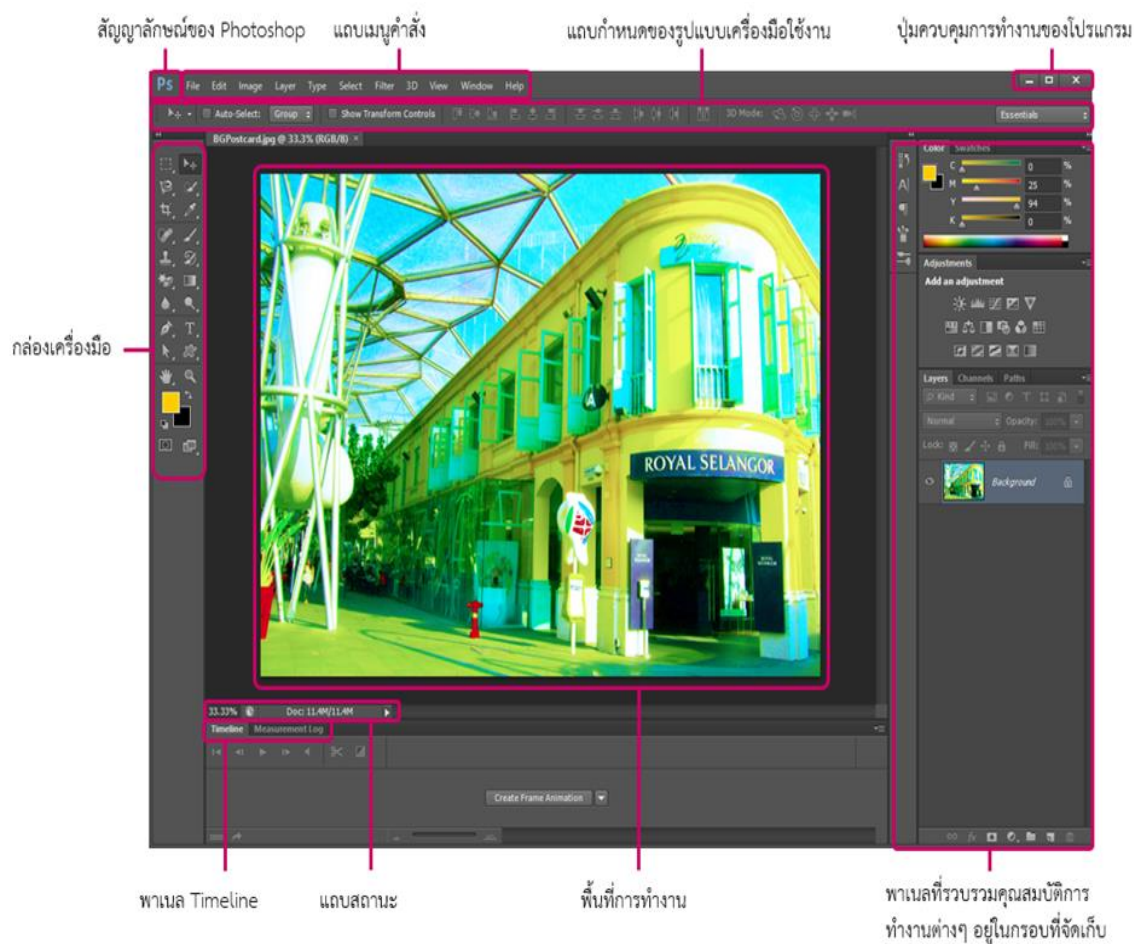 สัญญาลักษณ์ของ Photoshop แถบเมนูคำสั่ง แถบกำหนดของรูปแบบเครื่องมือใช้งาน ปุ่มควบคุมการทำงานของโปรแกรม
Ps File Edit Image Layer Type Select Filter 3D View Window Help
Auto-Select: Group Show Transform Controls 3D Mode: Essentials
BGPostcard.jpg @ 33.3% (RGB/8) ×
Color Swatches
C 0 %
M 25 %
Y 94 %
K 0 %
Adjustments
Add an adjustment
กล่องเครื่องมือ
Layers Channels Paths
Kind
Normal Opacity: 100%
Lock: Fill: 100%
Background
ROYAL SELANGOR
33.33% Doc: 11.4M/11.4M
Timeline Measurement Log
Create Frame Animation
พาเนล Timeline แถบสถานะ พื้นที่การทำงาน พาเนลที่รวบรวมคุณสมบัติการ
ทำงานต่างๆ อยู่ในกรอบที่จัดเก็บ